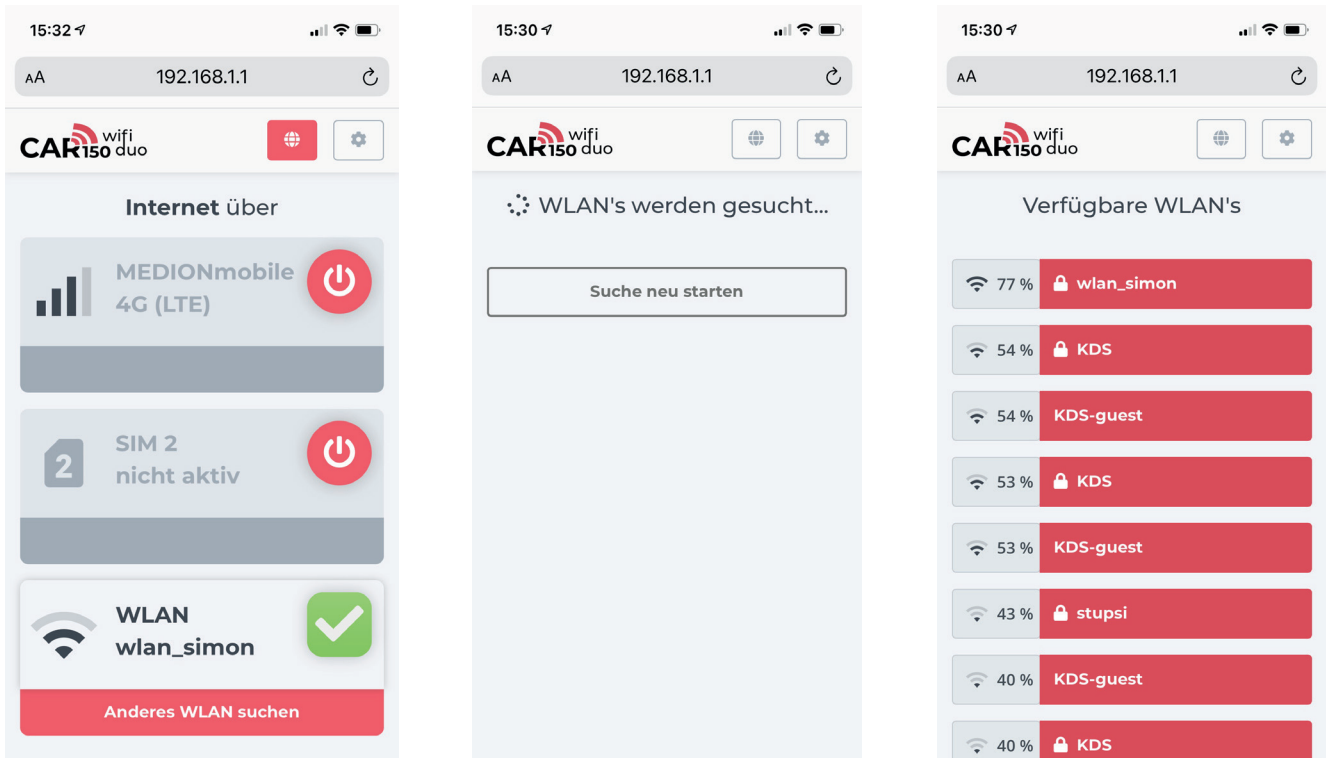 15:32
AA 192.168.1.1
CAR150 wifi duo
Internet über
MEDIONmobile
4G (LTE)
SIM 2
nicht aktiv
2
WLAN
wlan_simon
Anderes WLAN suchen
15:30
AA 192.168.1.1
CAR150 wifi duo
WLAN's werden gesucht...
Suche neu starten
15:30
AA 192.168.1.1
CAR150 wifi duo
Verfügbare WLAN's
77 % wlan_simon
54 % KDS
54 % KDS-guest
53 % KDS
53 % KDS-guest
43 % stupsi
40 % KDS-guest
40 % KDS